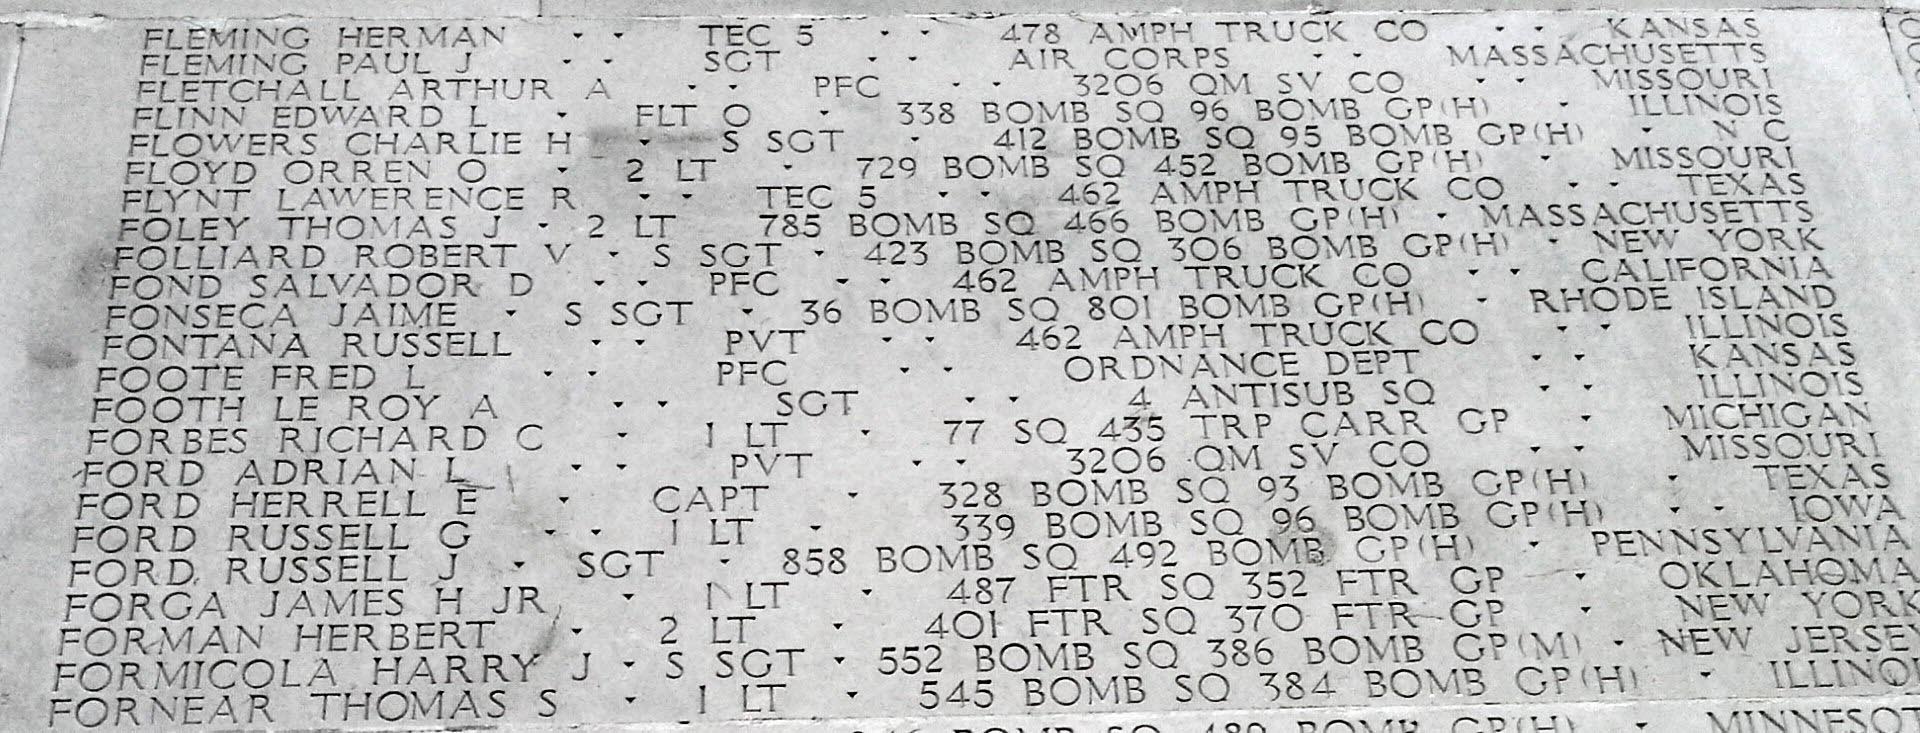 FLEMING HERMAN · · TEC 5 · · 478 AMPH TRUCK CO · · KANSAS
FLEMING PAUL J · · SGT · · AIR CORPS · · MASSACHUSETTS
FLETCHALL ARTHUR A · · PFC · · 3206 QM SV CO · · MISSOURI
FLINN EDWARD L · FLT O · 338 BOMB SQ 96 BOMB GP(H) · ILLINOIS
FLOWERS CHARLIE H · S SGT · 412 BOMB SQ 95 BOMB GP(H) · N C
FLOYD ORREN O · 2 LT · 729 BOMB SQ 452 BOMB GP(H) · MISSOURI
FLYNT LAWERENCE R · · TEC 5 · · 462 AMPH TRUCK CO · · TEXAS
FOLEY THOMAS J · 2 LT 785 BOMB SQ 466 BOMB GP(H) · MASSACHUSETTS
FOLLIARD ROBERT V · S SGT · 423 BOMB SQ 306 BOMB GP(H) · NEW YORK
FOND SALVADOR D · · PFC · · 462 AMPH TRUCK CO · · CALIFORNIA
FONSECA JAIME · S SGT · 36 BOMB SQ 801 BOMB GP(H) · RHODE ISLAND
FONTANA RUSSELL · · PVT · · 462 AMPH TRUCK CO · · ILLINOIS
FOOTE FRED L · · PFC · · ORDNANCE DEPT · · KANSAS
FOOTH LE ROY A · · SGT · · 4 ANTISUB SQ · · ILLINOIS
FORBES RICHARD C · 1 LT · 77 SQ 435 TRP CARR GP · MICHIGAN
FORD ADRIAN L · · PVT · · 3206 QM SV CO · · MISSOURI
FORD HERRELL E · CAPT · 328 BOMB SQ 93 BOMB GP(H) · TEXAS
FORD RUSSELL G · · 1 LT · 339 BOMB SQ 96 BOMB GP(H) · · IOWA
FORD RUSSELL J · SGT · 858 BOMB SQ 492 BOMB GP(H) · PENNSYLVANIA
FORGA JAMES H JR · 1 LT · 487 FTR SQ 352 FTR GP · OKLAHOMA
FORMAN HERBERT · 2 LT · 401 FTR SQ 370 FTR GP · NEW YORK
FORMICOLA HARRY J · S SGT · 552 BOMB SQ 386 BOMB GP(M) · NEW JERSEY
FORNEAR THOMAS S · 1 LT · 545 BOMB SQ 384 BOMB GP(H) · ILLINOI
BOMB GP(H) · MINNESOT